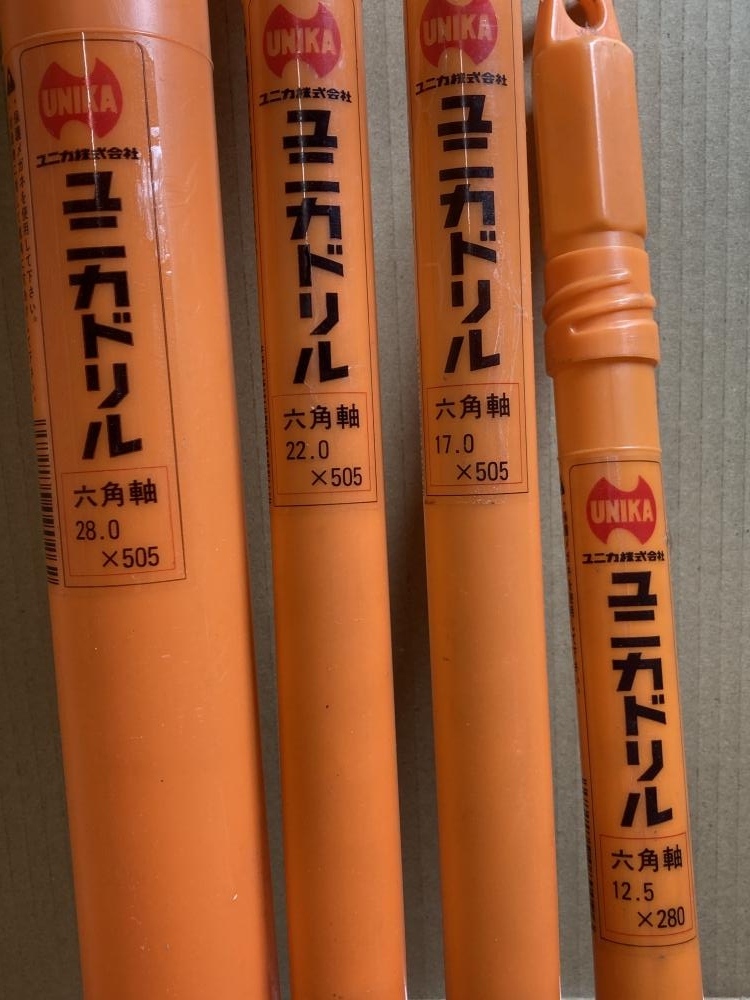 UNIKA
ユニカ株式会社
ユニカドリル
六角軸
28.0
×505
UNIKA
ユニカ株式会社
ユニカドリル
六角軸
22.0
×505
UNIKA
ユニカ株式会社
ユニカドリル
六角軸
17.0
×505
UNIKA
ユニカ株式会社
ユニカドリル
六角軸
12.5
×280